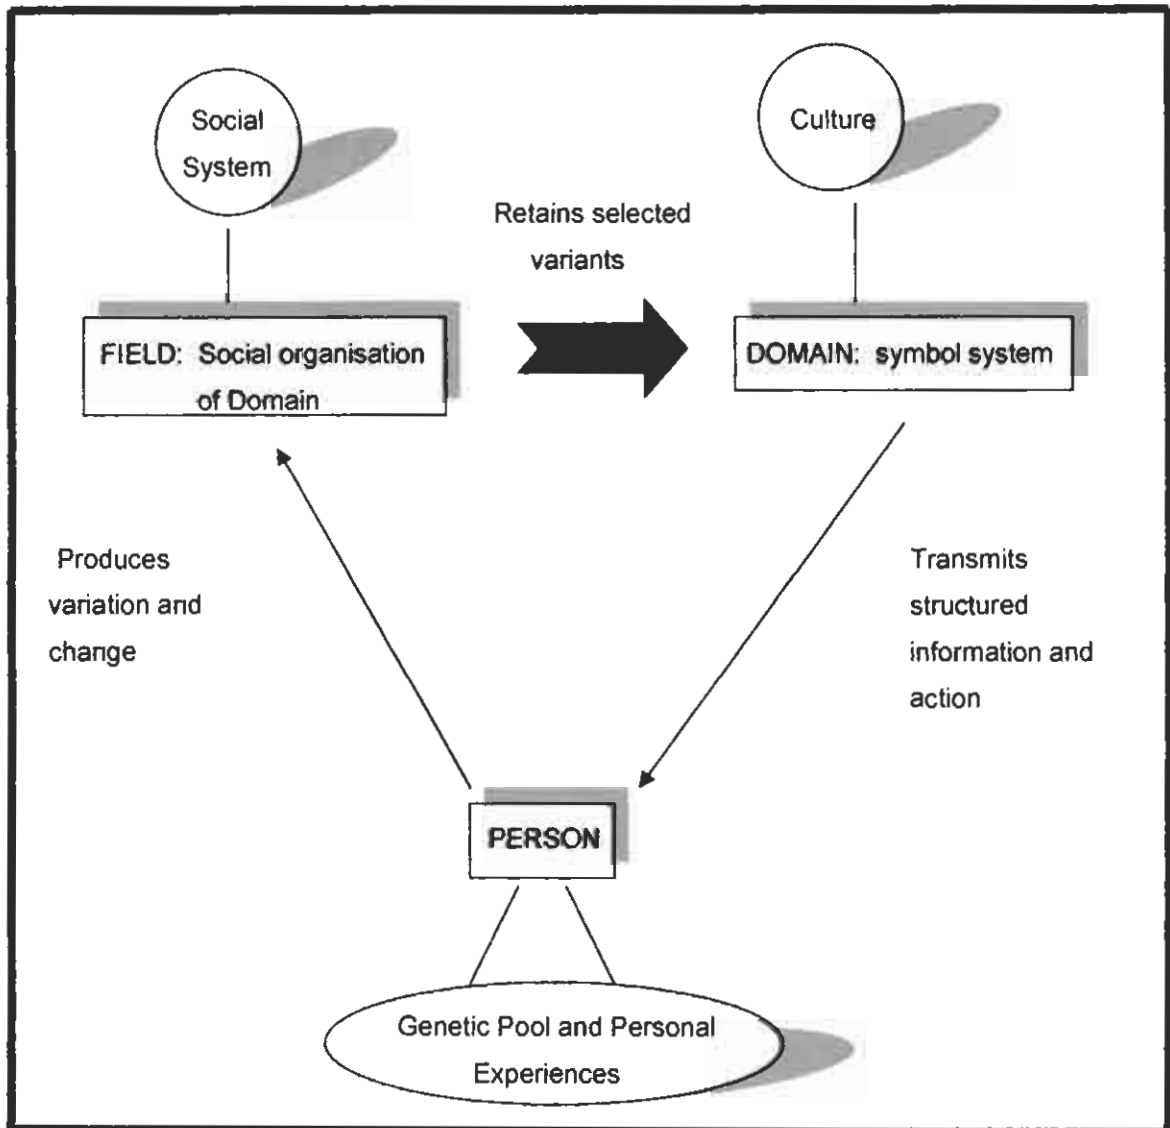 Social
System
Culture
Retains selected
variants
FIELD: Social organisation
of Domain
DOMAIN: symbol system
Produces
variation and
change
Transmits
structured
information and
action
PERSON
Genetic Pool and Personal
Experiences